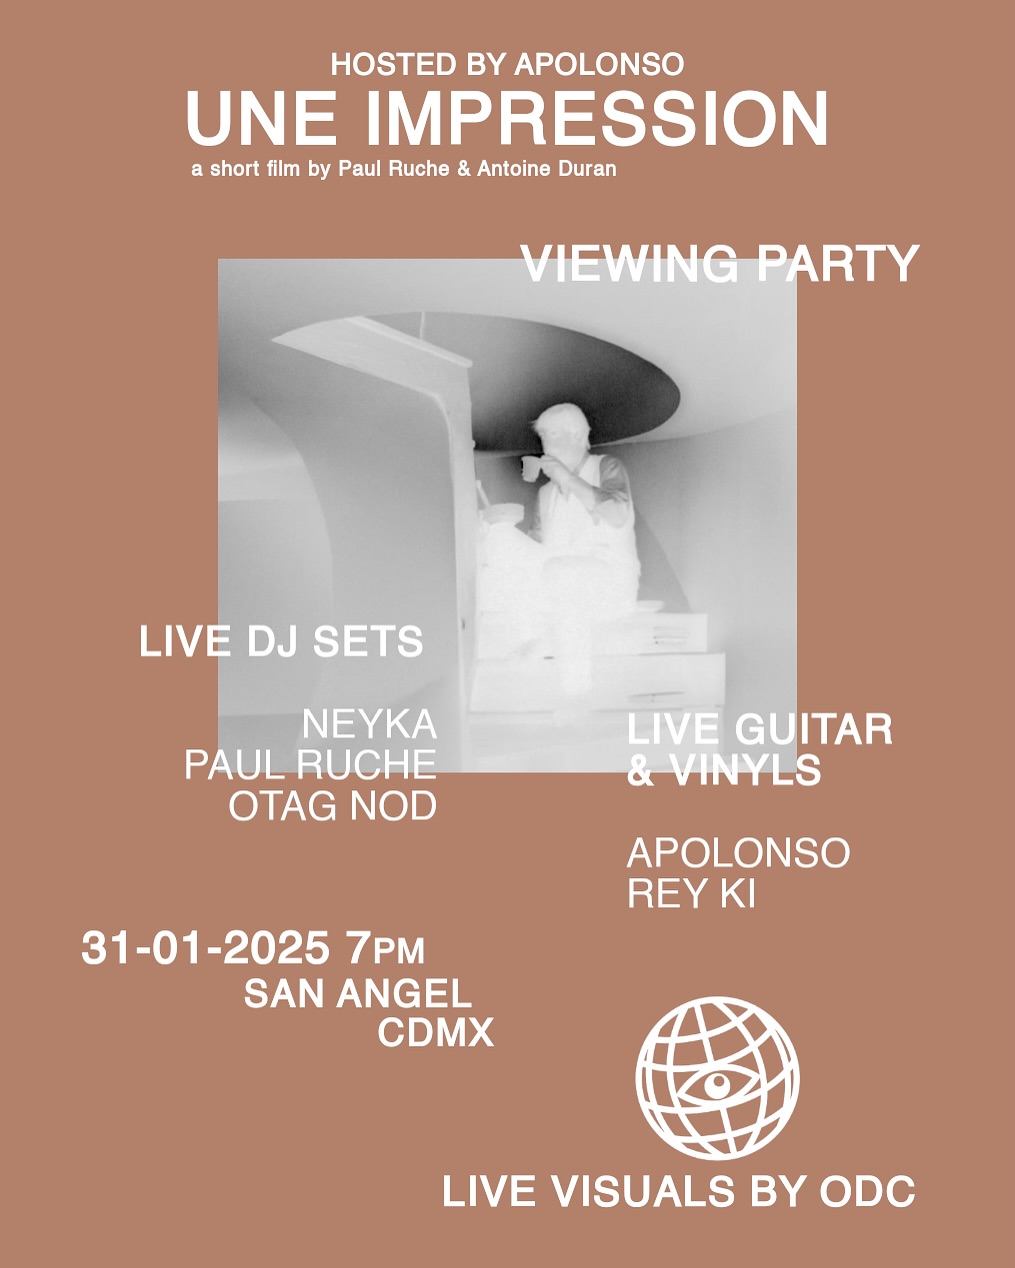 HOSTED BY APOLONSO
UNE IMPRESSION
a short film by Paul Ruche & Antoine Duran
VIEWING PARTY
LIVE DJ SETS
NEYKA
PAUL RUCHE
OTAG NOD
LIVE GUITAR
& VINYLS
APOLONSO
REY KI
31-01-2025 7PM
SAN ANGEL
CDMX
LIVE VISUALS BY ODC